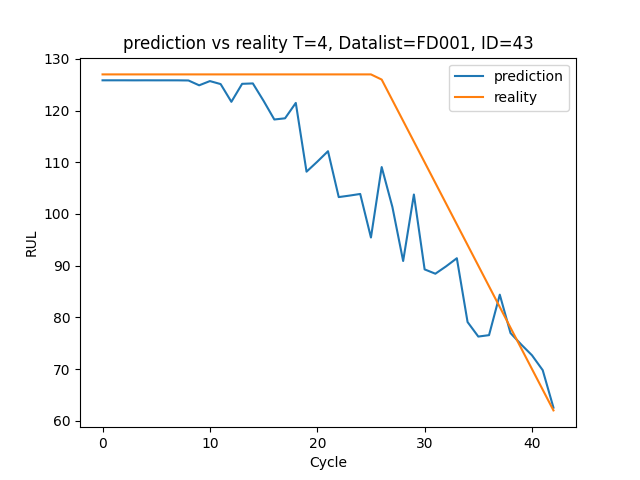 prediction vs reality T=4, Datalist=FD001, ID=43
prediction
reality
130
120
110
100
90
80
70
60
RUL
0 10 20 30 40
Cycle